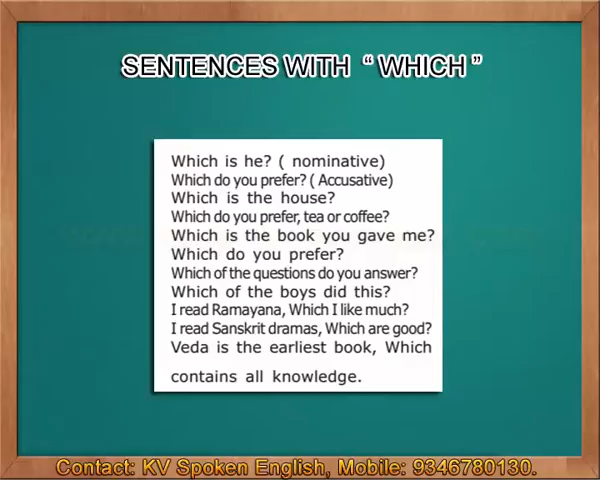 SENTENCES WITH “ WHICH ”
Which is he? ( nominative)
Which do you prefer? ( Accusative)
Which is the house?
Which do you prefer, tea or coffee?
Which is the book you gave me?
Which do you prefer?
Which of the questions do you answer?
Which of the boys did this?
I read Ramayana, Which I like much?
I read Sanskrit dramas, Which are good?
Veda is the earliest book, Which
contains all knowledge.
Contact: KV Spoken English, Mobile: 9346780130.